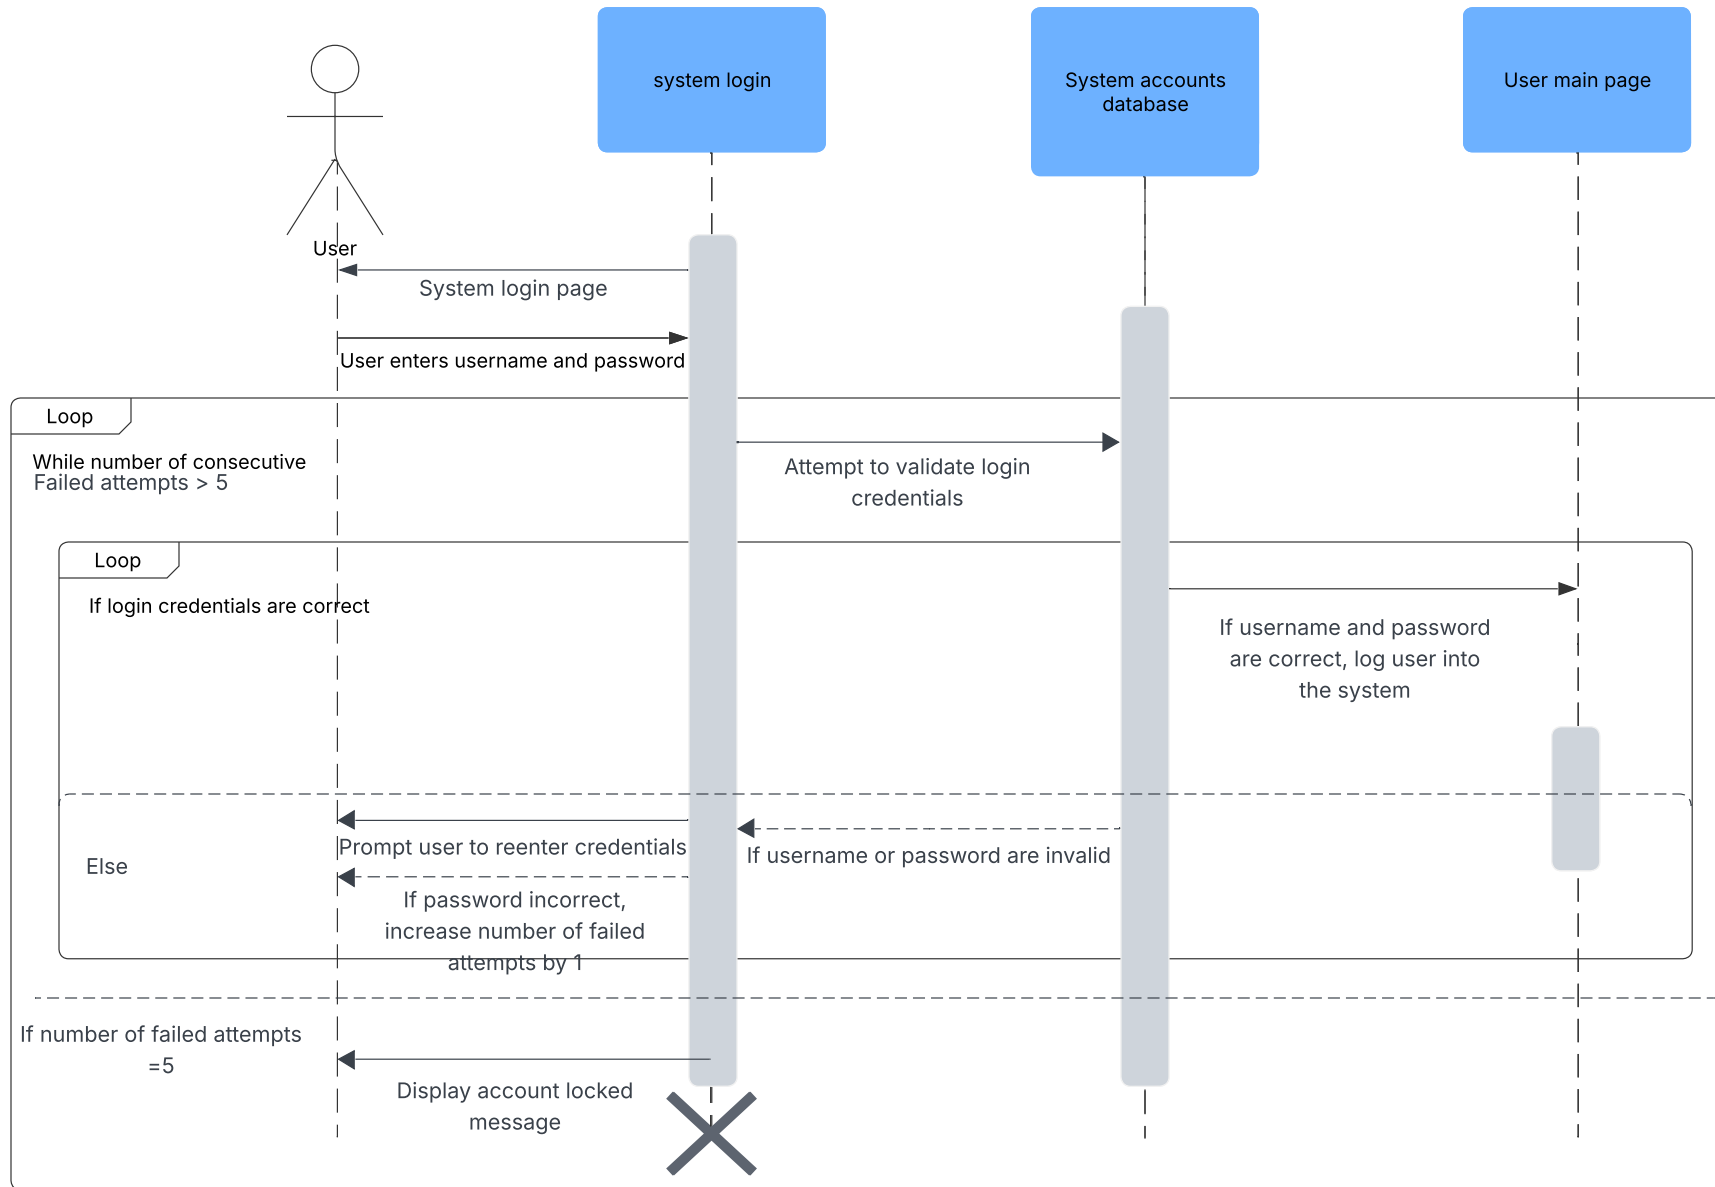 system login
System accounts
database
User main page
User
System login page
User enters username and password
Loop
While number of consecutive
Failed attempts > 5
Attempt to validate login
credentials
Loop
If login credentials are correct
If username and password
are correct, log user into
the system
Prompt user to reenter credentials
If username or password are invalid
Else
If password incorrect,
increase number of failed
attempts by 1
If number of failed attempts
=5
Display account locked
message